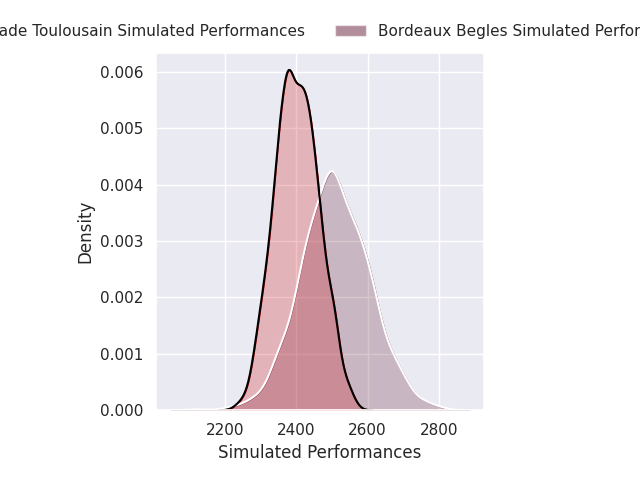 ade Toulousain Simulated Performances Bordeaux Begles Simulated Perfor
0.006
0.005
0.004
0.003
0.002
0.001
0.000
Density
2200 2400 2600 2800
Simulated Performances